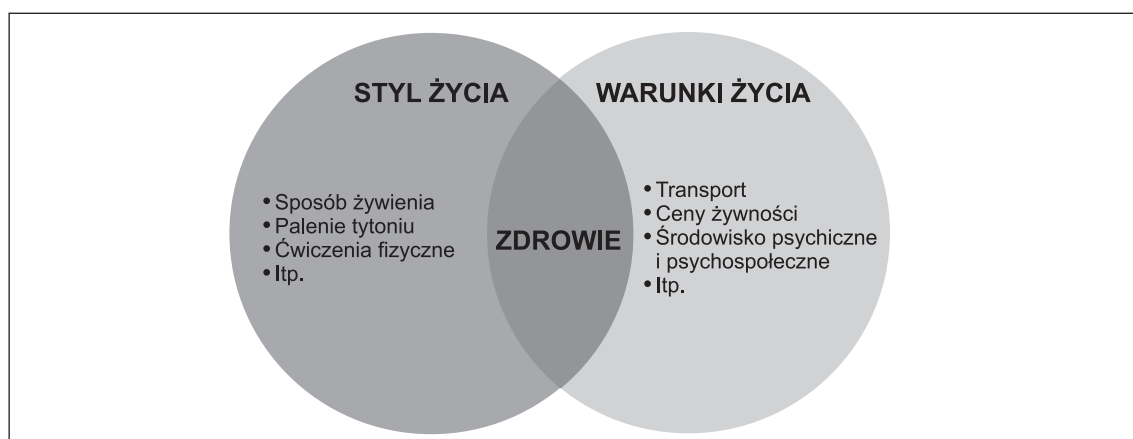 STYL ŻYCIA
• Sposób żywienia
• Palenie tytoniu
• Ćwiczenia fizyczne
• Itp.
ZDROWIE
WARUNKI ŻYCIA
• Transport
• Ceny żywności
• Środowisko psychiczne
i psychospołeczne
• Itp.